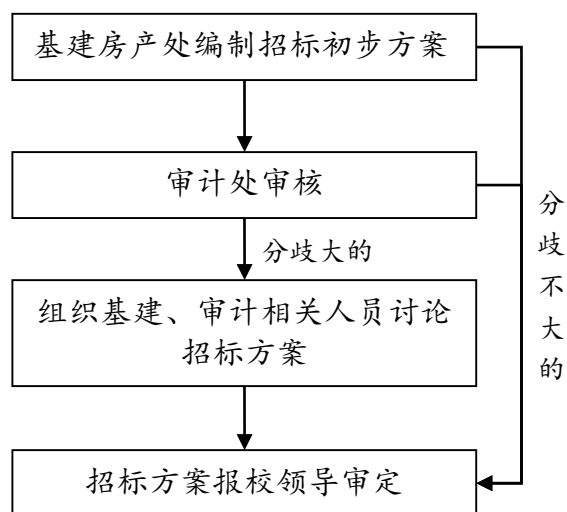 基建房产处编制招标初步方案
审计处审核
分歧大的
分歧不大的
组织基建、审计相关人员讨论
招标方案
招标方案报校领导审定